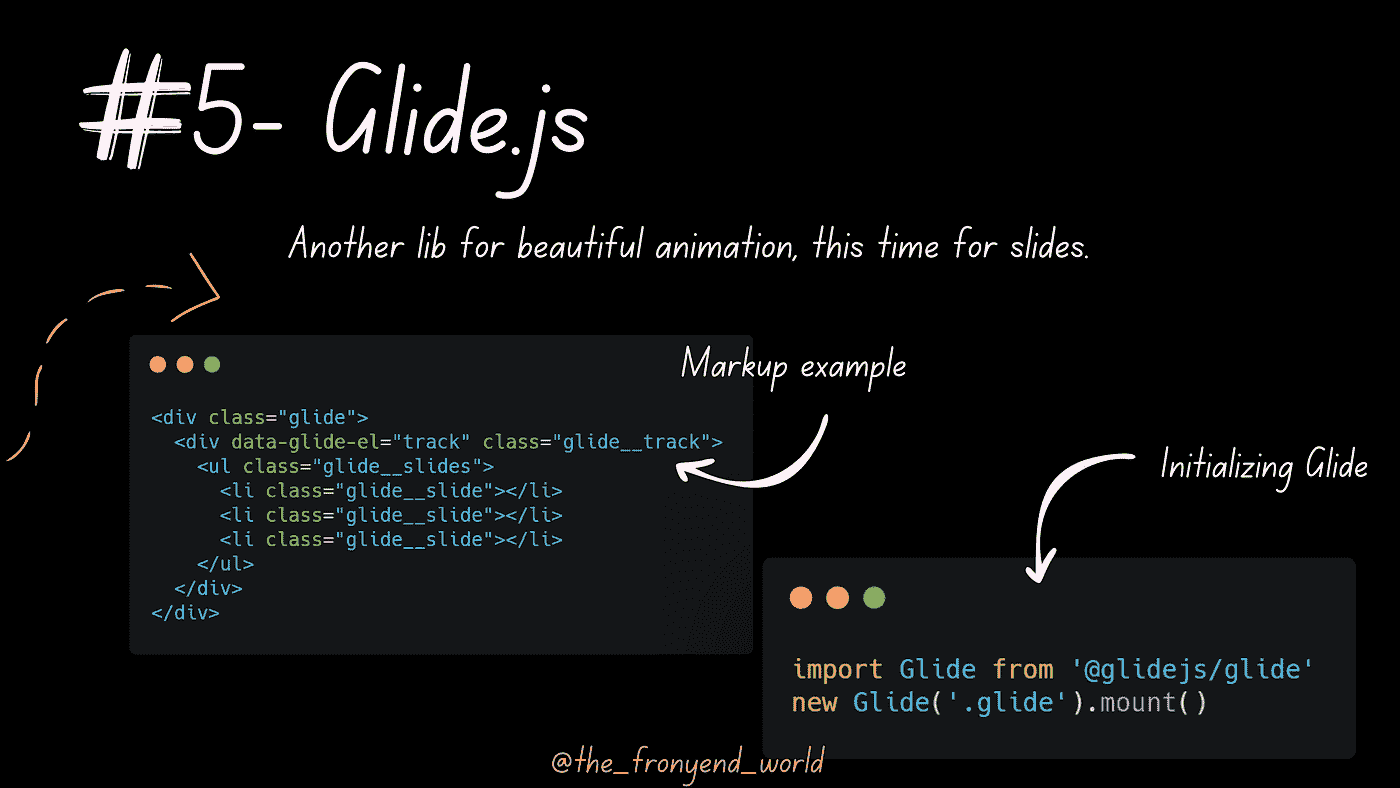 #5- Glide.js
Another lib for beautiful animation, this time for slides.
Markup example
<div class="glide">
  <div data-glide-el="track" class="glide__track">
    <ul class="glide__slides">
      <li class="glide__slide"></li>
      <li class="glide__slide"></li>
      <li class="glide__slide"></li>
    </ul>
  </div>
</div>
Initializing Glide
import Glide from '@glidejs/glide'
new Glide('.glide').mount()
@the_fronyend_world